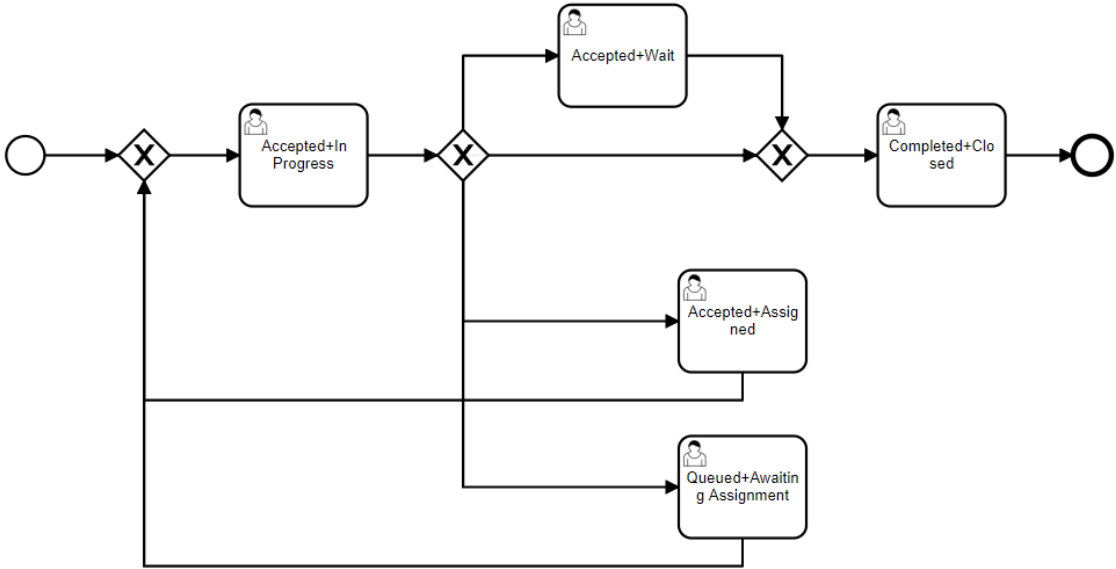 Accepted+Wait
Accepted+In
Progress
X
X
X
Completed+Clo
sed
Accepted+Assig
ned
Queued+Awaitin
g Assignment